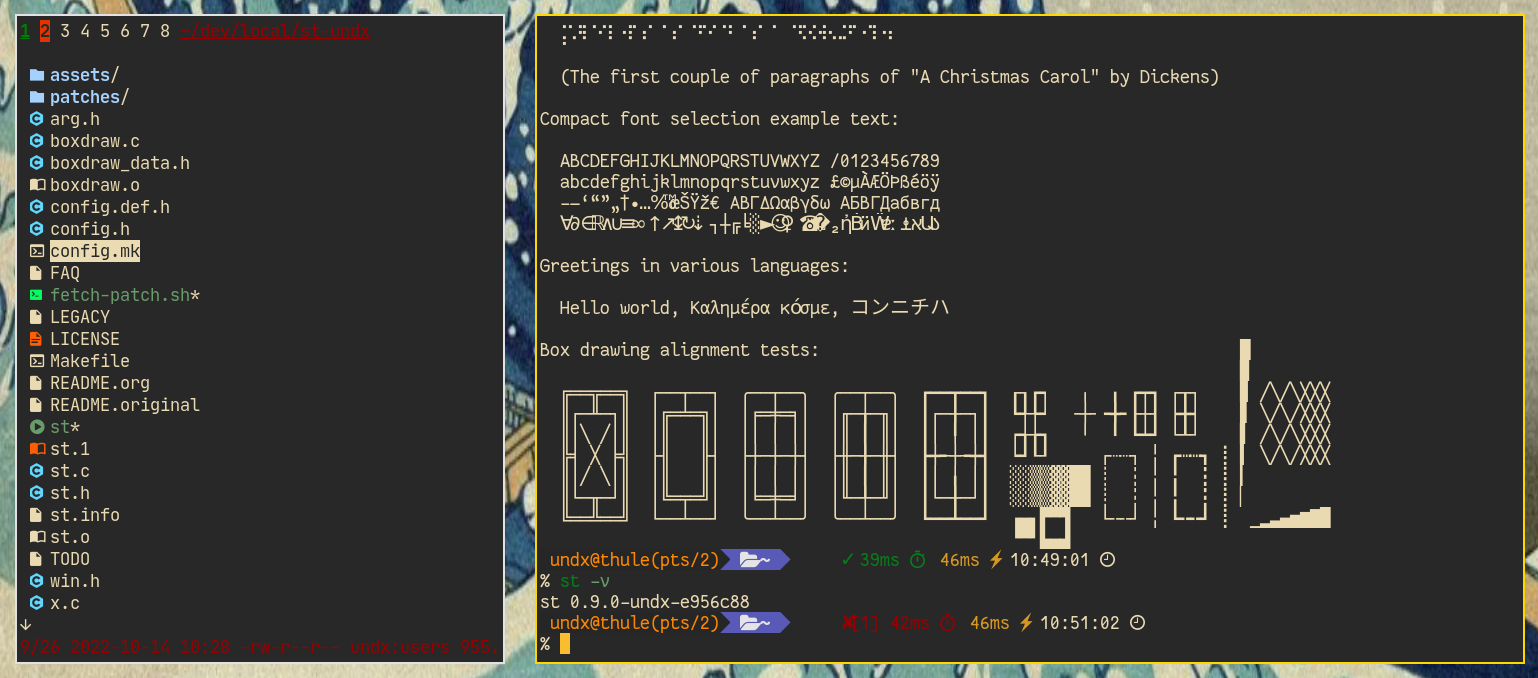 1 2 3 4 5 6 7 8 ~/dev/local/st-undx
assets/
patches/
arg.h
boxdraw.c
boxdraw_data.h
boxdraw.o
config.def.h
config.h
config.mk
FAQ
fetch-patch.sh*
LEGACY
LICENSE
Makefile
README.org
README.original
st*
st.1
st.c
st.h
st.info
st.o
TODO
win.h
x.c
↓
9/26 2022-10-14 10:28 -rw-r--r-- undx:users 955.
(The first couple of paragraphs of "A Christmas Carol" by Dickens)
Compact font selection example text:
ABCDEFGHIJKLMNOPQRSTUVWXYZ /0123456789
abcdefghijklmnopqrstuvwxyz £©µÀÆÖÞßéöÿ
–—‘“”„†•…‰™œŠŸž€ ΑΒΓΔΩαβγδω АБВГДабвгд
Greetings in various languages:
Hello world, Καλημέρα κόσμε, コンニチハ
Box drawing alignment tests:
undx@thule(pts/2) ~ ✓ 39ms 46ms ⚡ 10:49:01
% st -v
st 0.9.0-undx-e956c88
undx@thule(pts/2) ~ ✘[1] 42ms 46ms ⚡ 10:51:02
%